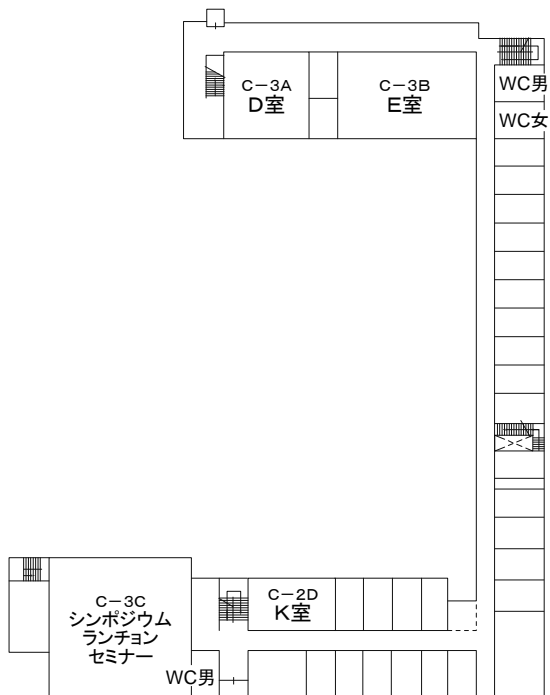 C-3A
D室
C-3B
E室
WC男
WC女
C-3C
シンポジウム
ランチョン
セミナー
C-2D
K室
WC男